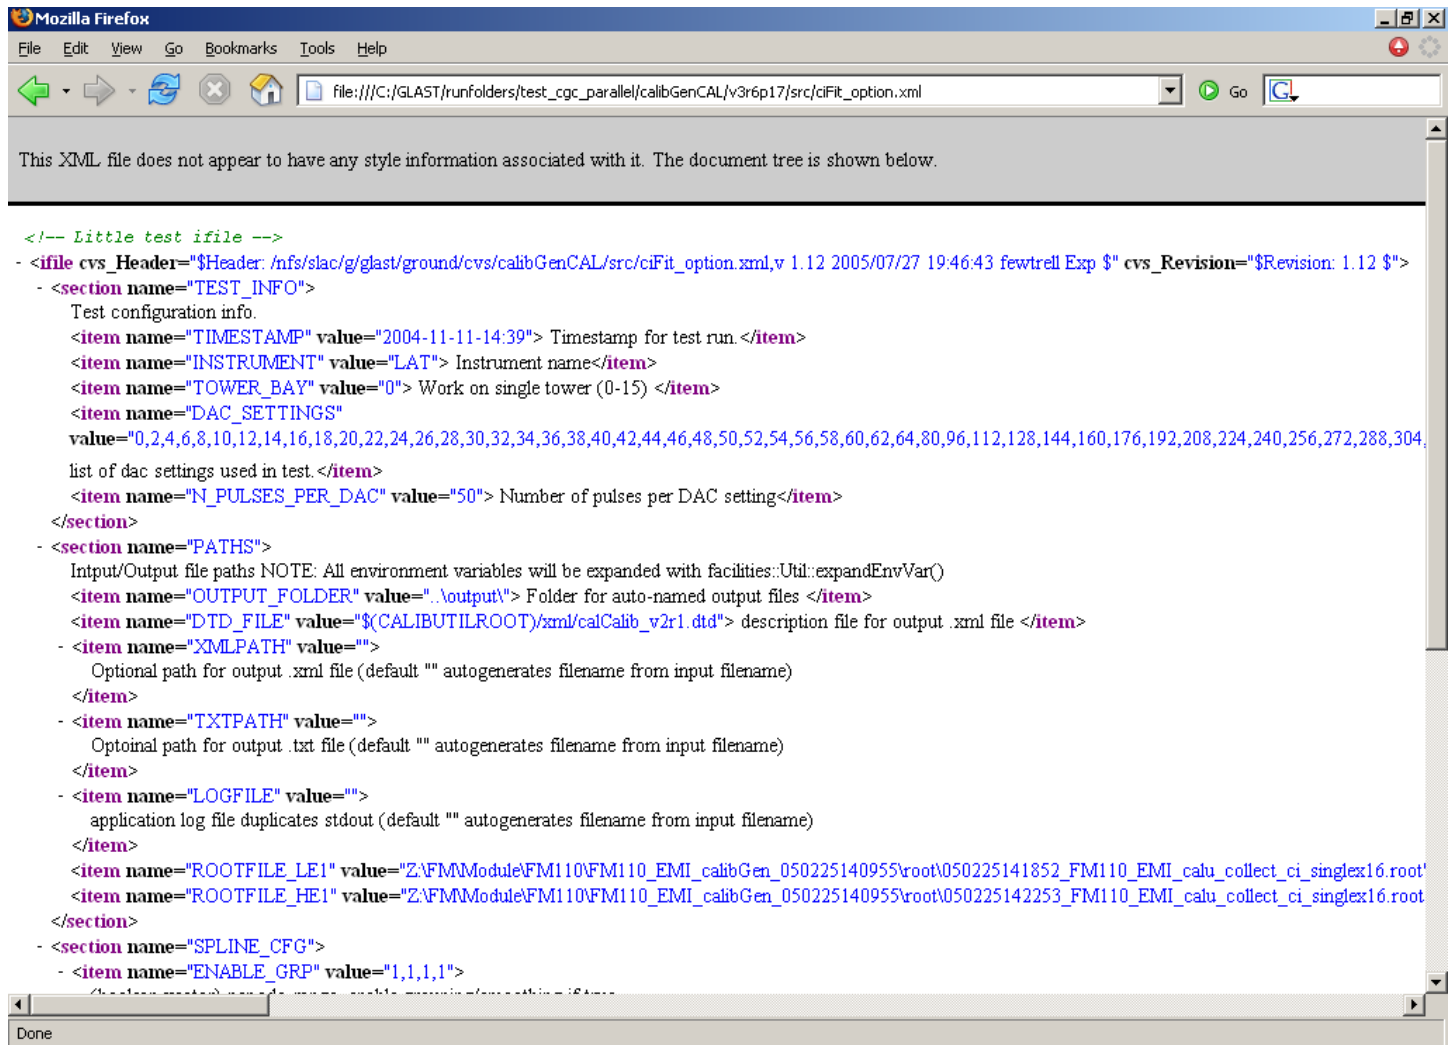 Mozilla Firefox
File Edit View Go Bookmarks Tools Help
file:///C:/GLAST/runfolders/test_cgc_parallel/calibGenCAL/v3r6p17/src/ciFit_option.xml Go G
This XML file does not appear to have any style information associated with it. The document tree is shown below.
<!-- Little test ifile -->
- <ifile cvs_Header="$Header: /nfs/slac/g/glast/ground/cvs/calibGenCAL/src/ciFit_option.xml,v 1.12 2005/07/27 19:46:43 fewtrell Exp $" cvs_Revision="$Revision: 1.12 $">
- <section name="TEST_INFO">
Test configuration info.
<item name="TIMESTAMP" value="2004-11-11-14:39"> Timestamp for test run.</item>
<item name="INSTRUMENT" value="LAT"> Instrument name</item>
<item name="TOWER_BAY" value="0"> Work on single tower (0-15) </item>
<item name="DAC_SETTINGS"
value="0,2,4,6,8,10,12,14,16,18,20,22,24,26,28,30,32,34,36,38,40,42,44,46,48,50,52,54,56,58,60,62,64,80,96,112,128,144,160,176,192,208,224,240,256,272,288,304,
list of dac settings used in test.</item>
<item name="N_PULSES_PER_DAC" value="50"> Number of pulses per DAC setting</item>
</section>
- <section name="PATHS">
Intput/Output file paths NOTE: All environment variables will be expanded with facilities::Util::expandEnvVar()
<item name="OUTPUT_FOLDER" value="..\output\"> Folder for auto-named output files </item>
<item name="DTD_FILE" value="$(CALIBUTILROOT)/xml/calCalib_v2r1.dtd"> description file for output .xml file </item>
- <item name="XMLPATH" value="">
Optional path for output .xml file (default "" autogenerates filename from input filename)
</item>
- <item name="TXTPATH" value="">
Optoinal path for output .txt file (default "" autogenerates filename from input filename)
</item>
- <item name="LOGFILE" value="">
application log file duplicates stdout (default "" autogenerates filename from input filename)
</item>
<item name="ROOTFILE_LE1" value="Z:\FM\Module\FM110\FM110_EMI_calibGen_050225140955\root\050225141852_FM110_EMI_calu_collect_ci_singlex16.root"
<item name="ROOTFILE_HE1" value="Z:\FM\Module\FM110\FM110_EMI_calibGen_050225140955\root\050225142253_FM110_EMI_calu_collect_ci_singlex16.root
</section>
- <section name="SPLINE_CFG">
- <item name="ENABLE_GRP" value="1,1,1,1">
Done